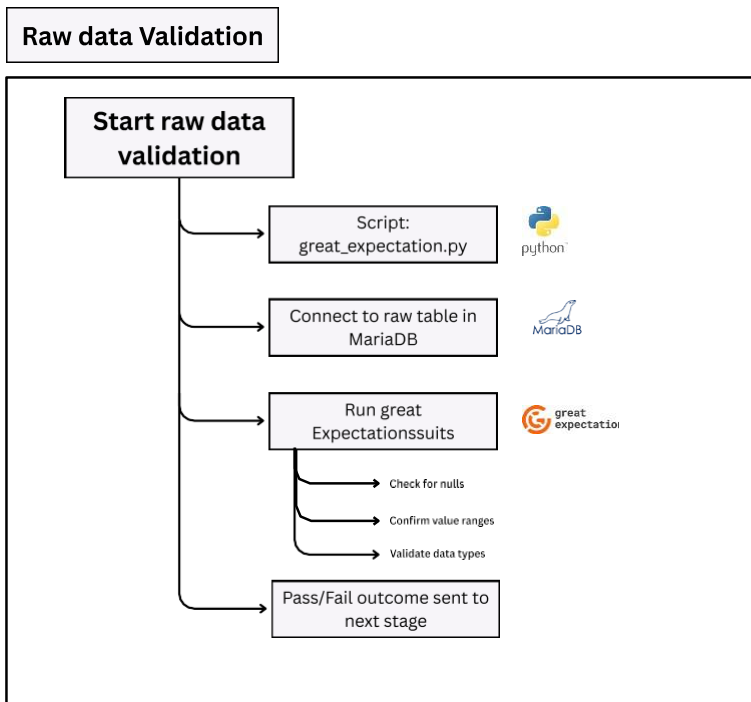 Raw data Validation
Start raw data
validation
Script:
great_expectation.py
python
Connect to raw table in
MariaDB
MariaDB
Run great
Expectationssuits
great
expectatio
Check for nulls
Confirm value ranges
Validate data types
Pass/Fail outcome sent to
next stage